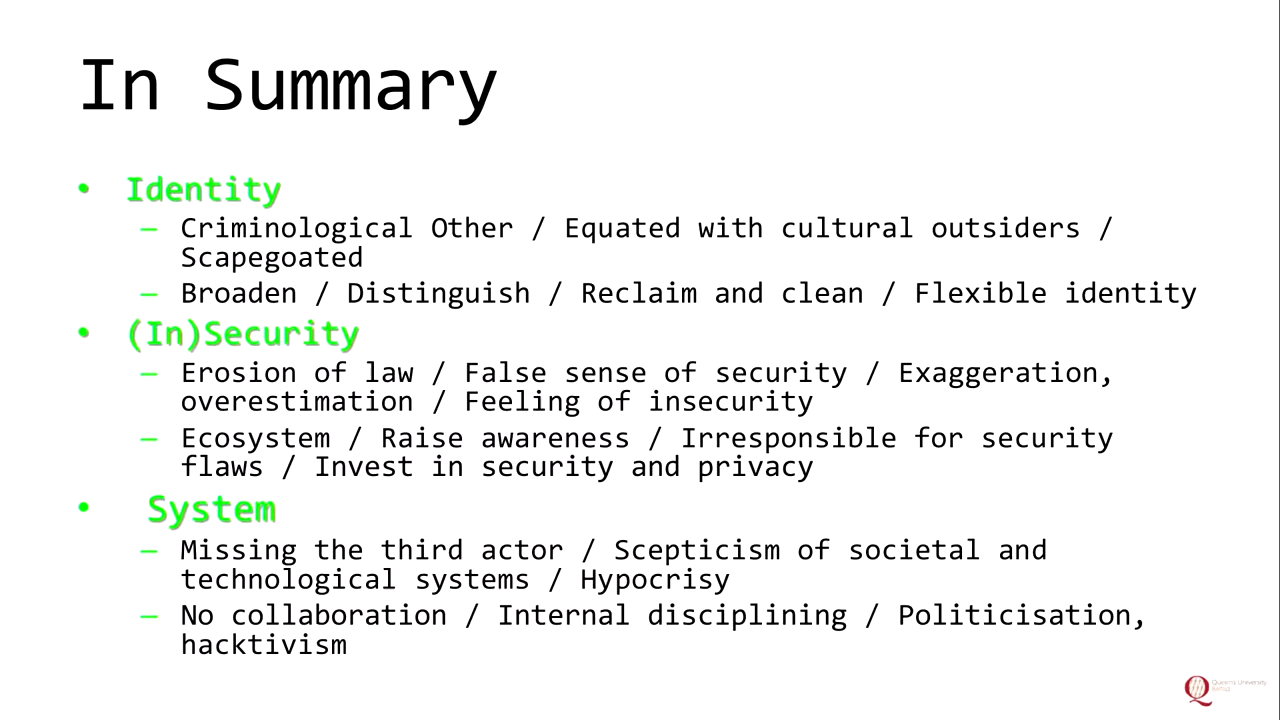 In Summary
• Identity
– Criminological Other / Equated with cultural outsiders /
Scapegoated
– Broaden / Distinguish / Reclaim and clean / Flexible identity
• (In)Security
– Erosion of law / False sense of security / Exaggeration,
overestimation / Feeling of insecurity
– Ecosystem / Raise awareness / Irresponsible for security
flaws / Invest in security and privacy
• System
– Missing the third actor / Scepticism of societal and
technological systems / Hypocrisy
– No collaboration / Internal disciplining / Politicisation,
hacktivism
Queens University